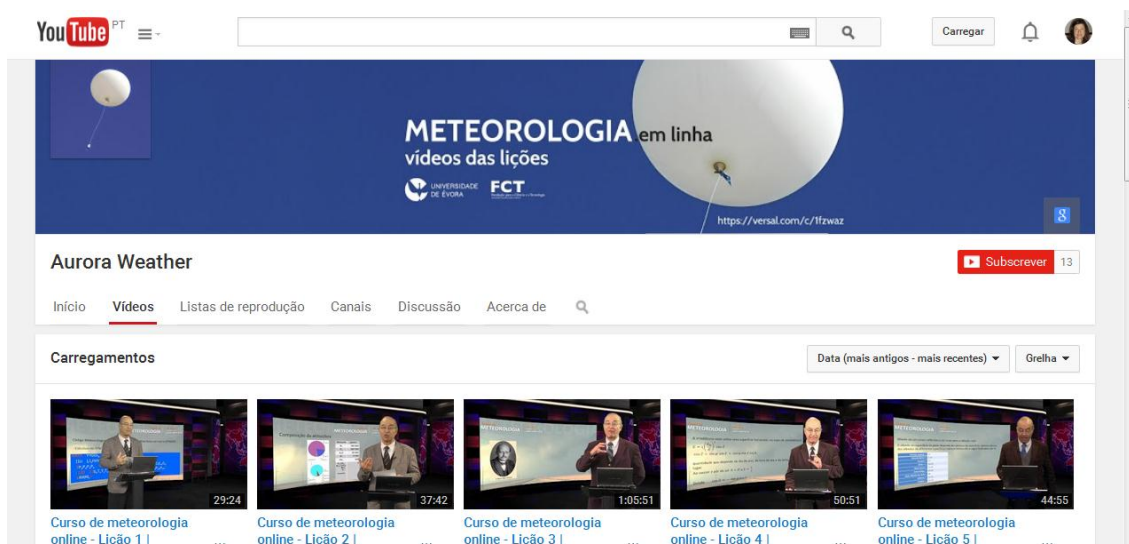 YouTube PT
Carregar
METEOROLOGIA em linha
vídeos das lições
UNIVERSIDADE
DE ÉVORA
FCT
https://versal.com/c/1fzwaz
Aurora Weather
Subscrever 13
Início Vídeos Listas de reprodução Canais Discussão Acerca de
Carregamentos
Data (mais antigos - mais recentes) Grelha
METEOROLOGIA
29:24 37:42 1:05:51 50:51 44:55
Curso de meteorologia Curso de meteorologia Curso de meteorologia Curso de meteorologia Curso de meteorologia
online - Lição 1 | ... online - Lição 2 | ... online - Lição 3 | ... online - Lição 4 | ... online - Lição 5 | ...